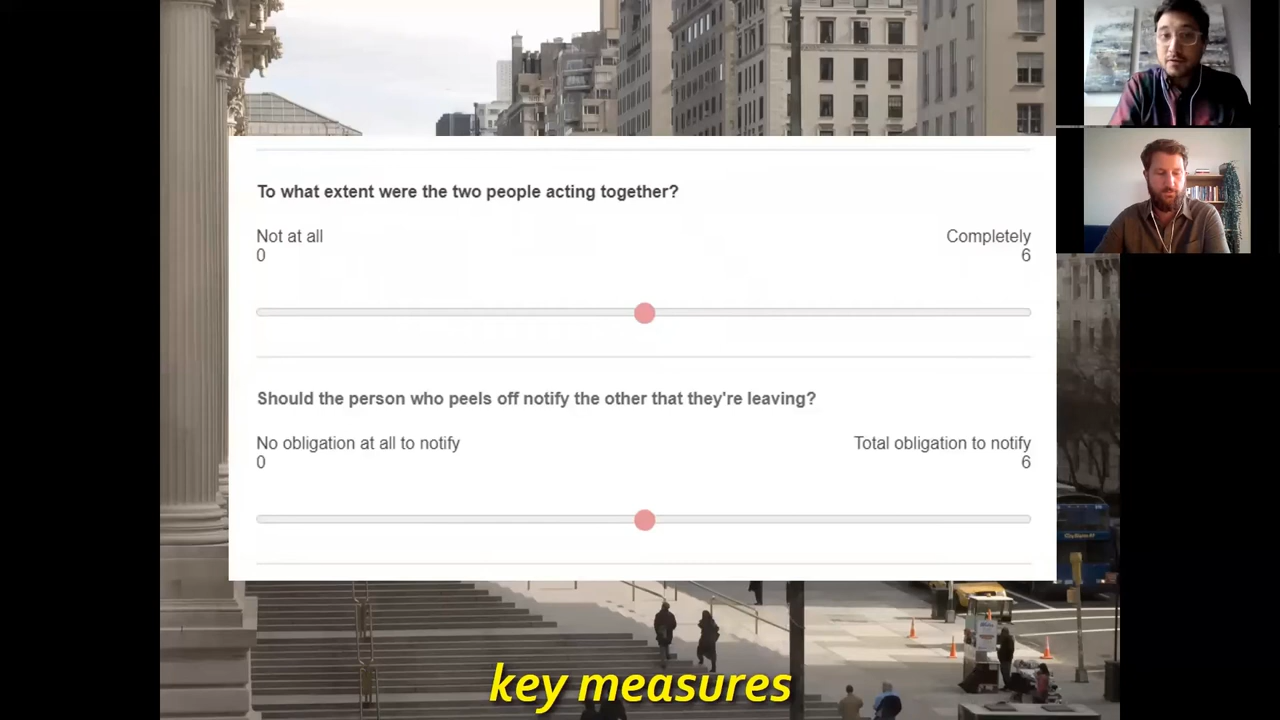 To what extent were the two people acting together?
Not at all
Completely
0
6
Should the person who peels off notify the other that they're leaving?
No obligation at all to notify
Total obligation to notify
0
6
key measures